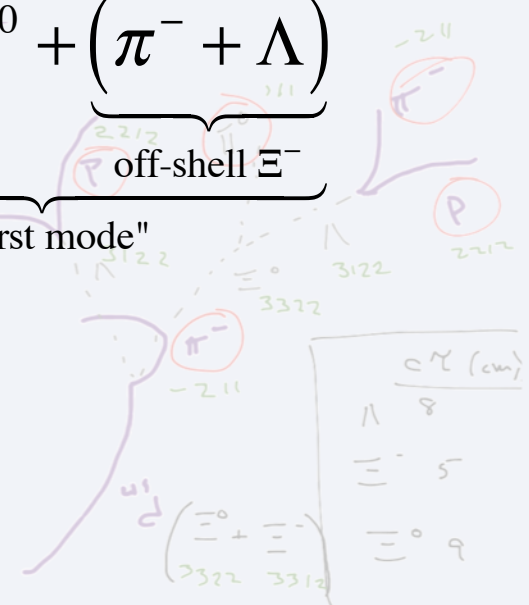 0 + (π⁻ + Λ)
off-shell Ξ⁻
rst mode"
-211
π⁻
111
2212
P
P
2212
Λ
3122
Λ
3122
Ξ⁰
3322
π⁻
-211
cτ (cm)
Λ 8
Ξ⁻ 5
Ξ⁰ 9
(Ξ⁰ + Ξ⁻)
3322 3312